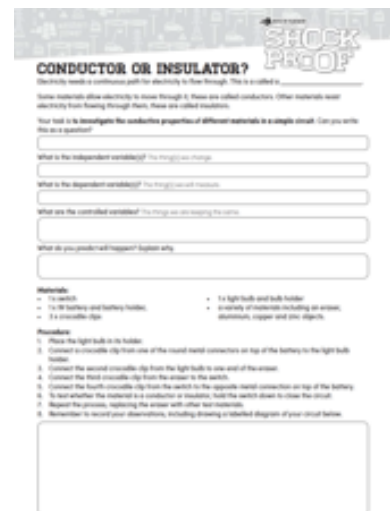 SHOCK
PROOF
CONDUCTOR OR INSULATOR?
Electricity needs a continuous path for electricity to flow through. This is a called a
Some materials allow electricity to move through it, these are called conductors. Other materials resist
electricity from flowing through them, these are called insulators.
Your task is to investigate the conductive properties of different materials in a simple circuit. Can you write
this as a question?
What is the independent variable(s)? The thing(s) we change.
What is the dependent variable(s)? The thing(s) we will measure.
What are the controlled variables? The things we are keeping the same.
What do you predict will happen? Explain why.
Materials:
• 1 x switch
• 1 x 9V battery and battery holder,
• 3 x crocodile clips
• 1 x light bulb and bulb holder
• a variety of materials including an eraser,
aluminium, copper and zinc objects.
Procedure:
1. Place the light bulb in its holder.
2. Connect a crocodile clip from one of the round metal connectors on top of the battery to the light bulb
holder.
3. Connect the second crocodile clip from the light bulb to one end of the eraser.
4. Connect the third crocodile clip from the eraser to the switch.
5. Connect the fourth crocodile clip from the switch to the opposite metal connection on top of the battery.
6. To test whether the material is a conductor or insulator, hold the switch down to close the circuit.
7. Repeat the process, replacing the eraser with other test materials.
8. Remember to record your observations, including drawing a labelled diagram of your circuit below.